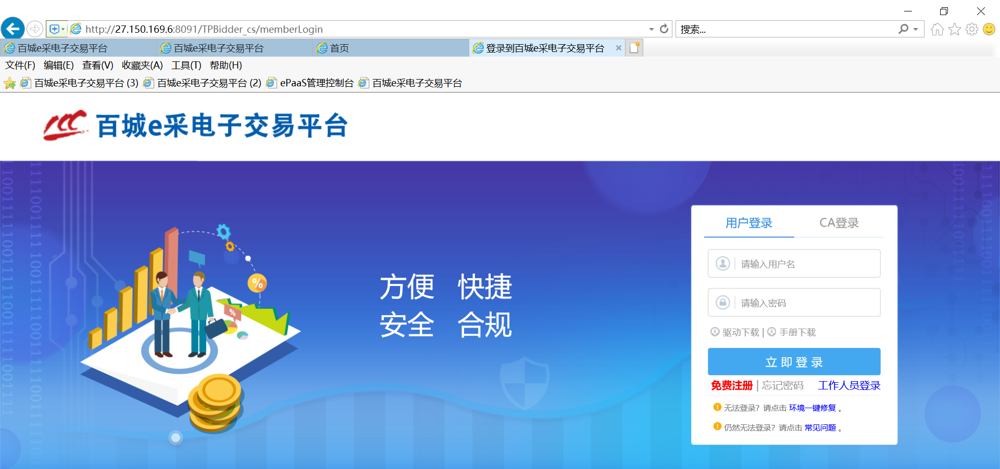 http://27.150.169.6:8091/TPBidder_cs/memberLogin
搜索...
百城e采电子交易平台
百城e采电子交易平台
首页
登录到百城e采电子交易平台
文件(F) 编辑(E) 查看(V) 收藏夹(A) 工具(T) 帮助(H)
百城e采电子交易平台 (3) 百城e采电子交易平台 (2) ePaaS管理控制台 百城e采电子交易平台
百城e采电子交易平台
方便 快捷
安全 合规
%
%
用户登录 CA登录
请输入用户名
请输入密码
驱动下载 | 手册下载
立即登录
免费注册 | 忘记密码 工作人员登录
无法登录？请点击 环境一键修复 。
仍然无法登录？请点击 常见问题 。